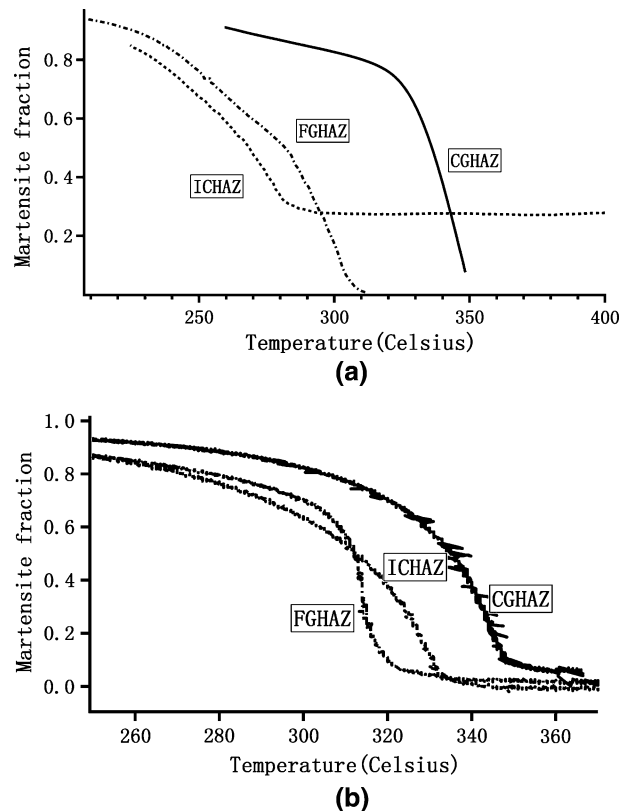 0.8
0.6
0.4
0.2
Martensite fraction
FGHAZ
CGHAZ
ICHAZ
250 300 350 400
Temperature(Celsius)
(a)
1.0
0.8
0.6
0.4
0.2
0.0
Martensite fraction
ICHAZ
CGHAZ
FGHAZ
260 280 300 320 340 360
Temperature(Celsius)
(b)